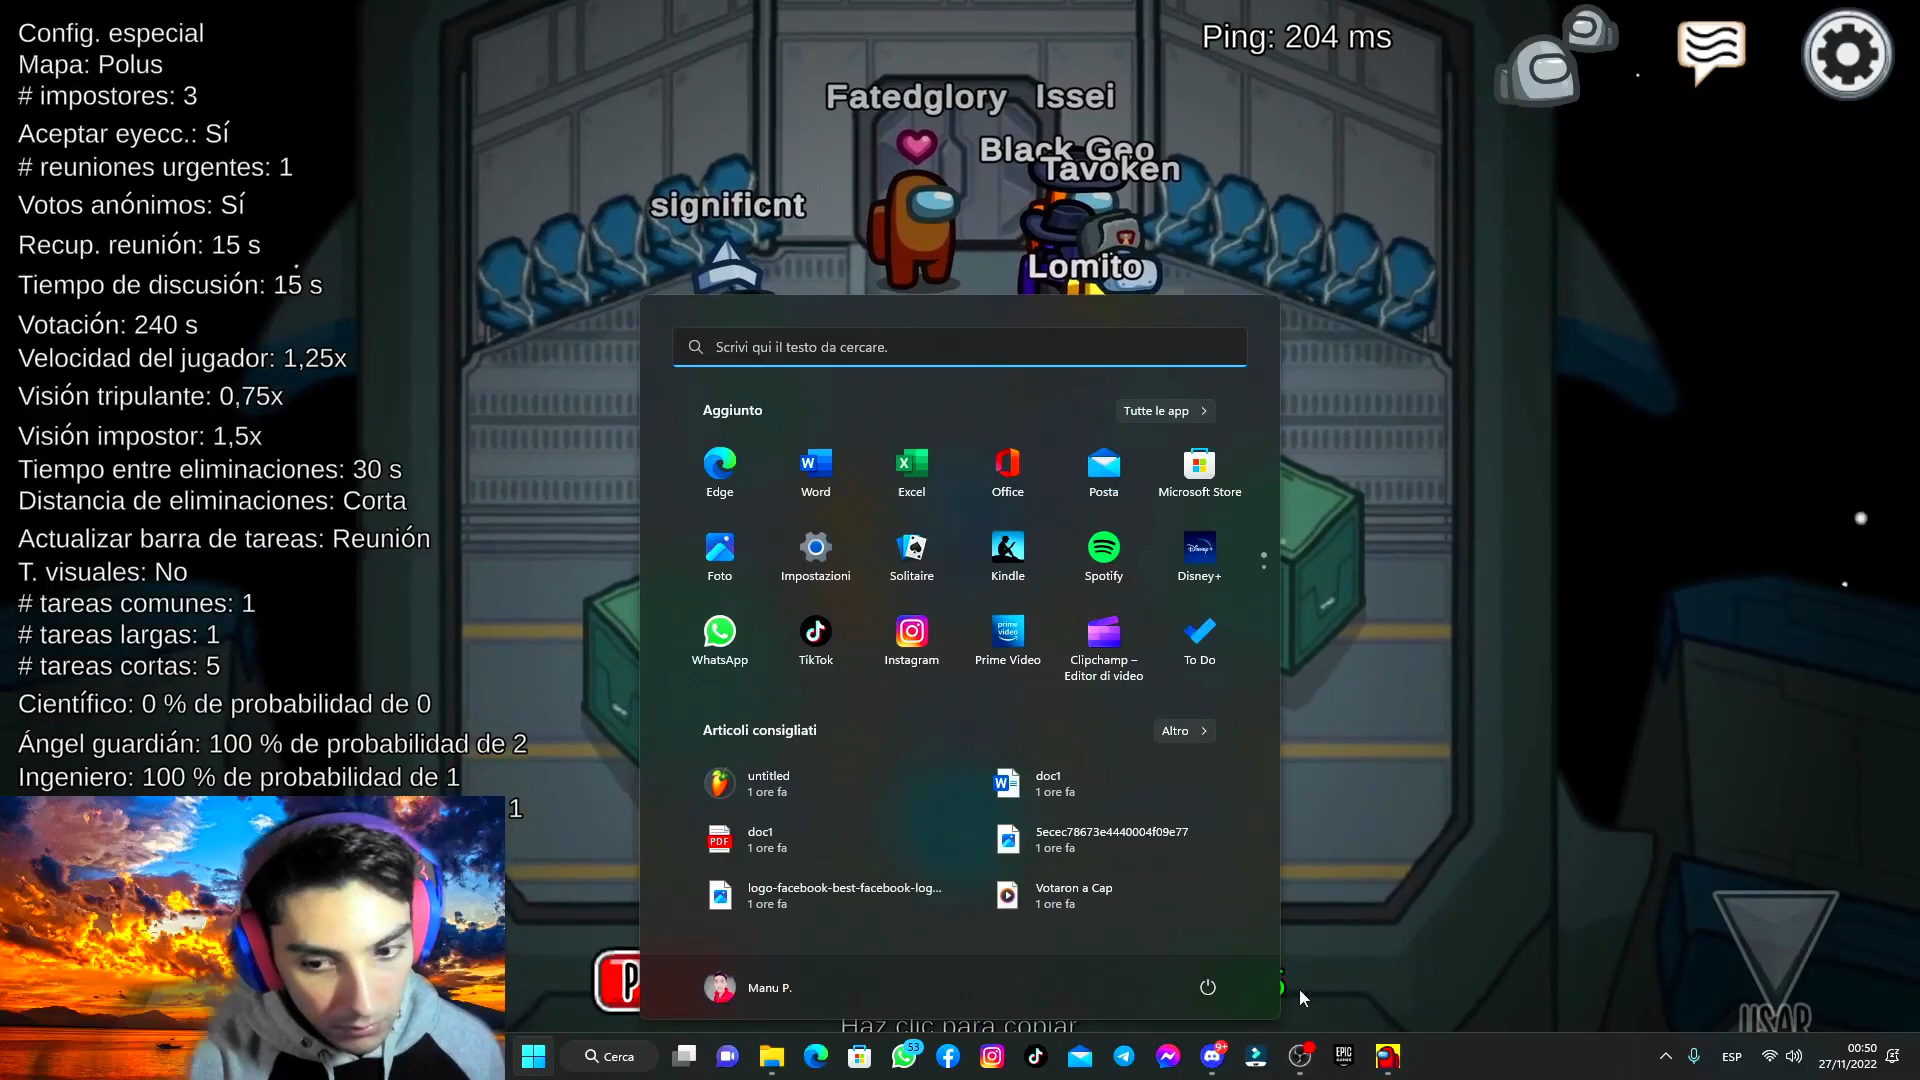 Config. especial
Mapa: Polus
# impostores: 3
Aceptar eyecc.: Sí
# reuniones urgentes: 1
Votos anónimos: Sí
Recup. reunión: 15 s
Tiempo de discusión: 15 s
Votación: 240 s
Velocidad del jugador: 1,25x
Visión tripulante: 0,75x
Visión impostor: 1,5x
Tiempo entre eliminaciones: 30 s
Distancia de eliminaciones: Corta
Actualizar barra de tareas: Reunión
T. visuales: No
# tareas comunes: 1
# tareas largas: 1
# tareas cortas: 5
Científico: 0 % de probabilidad de 0
Ángel guardián: 100 % de probabilidad de 2
Ingeniero: 100 % de probabilidad de 1
1
Ping: 204 ms
Fatedglory
Issei
Black Geo
Tavoken
significnt
Lomito
Scrivi qui il testo da cercare.
Aggiunto
Tutte le app
Edge
Word
Excel
Office
Posta
Microsoft Store
Foto
Impostazioni
Solitaire
Kindle
Spotify
Disney+
WhatsApp
TikTok
Instagram
prime video
Prime Video
Clipchamp –
Editor di video
To Do
Articoli consigliati
Altro
untitled
1 ore fa
doc1
1 ore fa
doc1
1 ore fa
5ecec78673e4440004f09e77
1 ore fa
logo-facebook-best-facebook-log...
1 ore fa
Votaron a Cap
1 ore fa
Manu P.
Haz clic para copiar
USAR
Cerca
53
9+
EPIC GAMES
ESP
00:50
27/11/2022